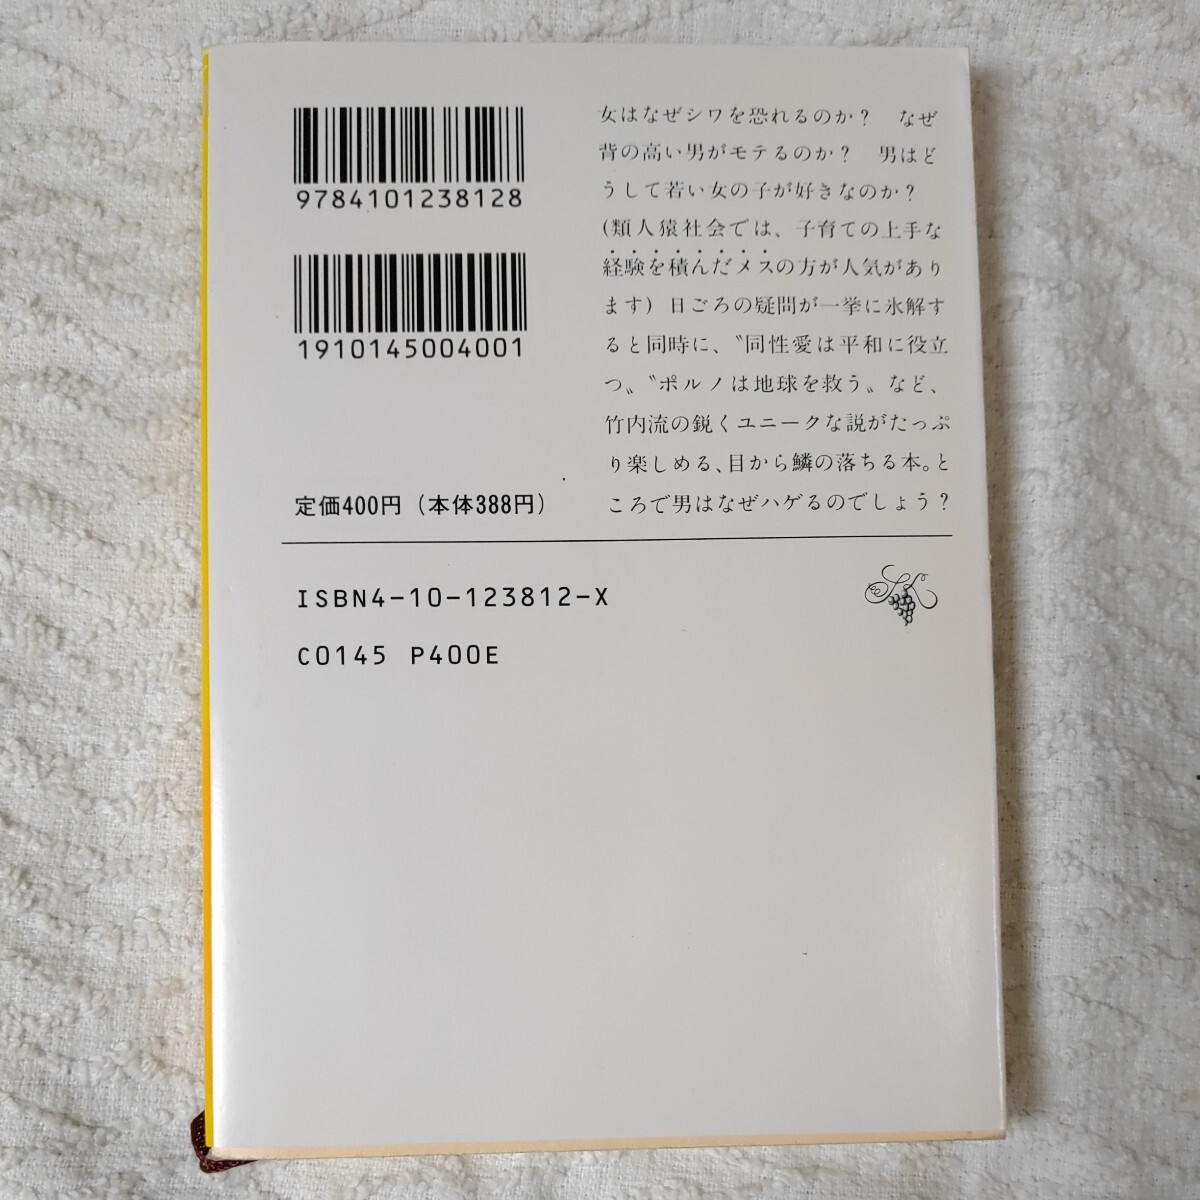 9784101238128
1910145004001
定価400円（本体388円）
女はなぜシワを恐れるのか？　なぜ
背の高い男がモテるのか？　男はど
うして若い女の子が好きなのか？
(類人猿社会では、子育ての上手な
経験を積んだメスの方が人気があり
ます) 日ごろの疑問が一挙に氷解す
ると同時に、〝同性愛は平和に役立
つ〟〝ポルノは地球を救う〟など、
竹内流の鋭くユニークな説がたっぷ
り楽しめる、目から鱗の落ちる本。と
ころで男はなぜハゲるのでしょう？
ISBN4-10-123812-X
C0145 P400E